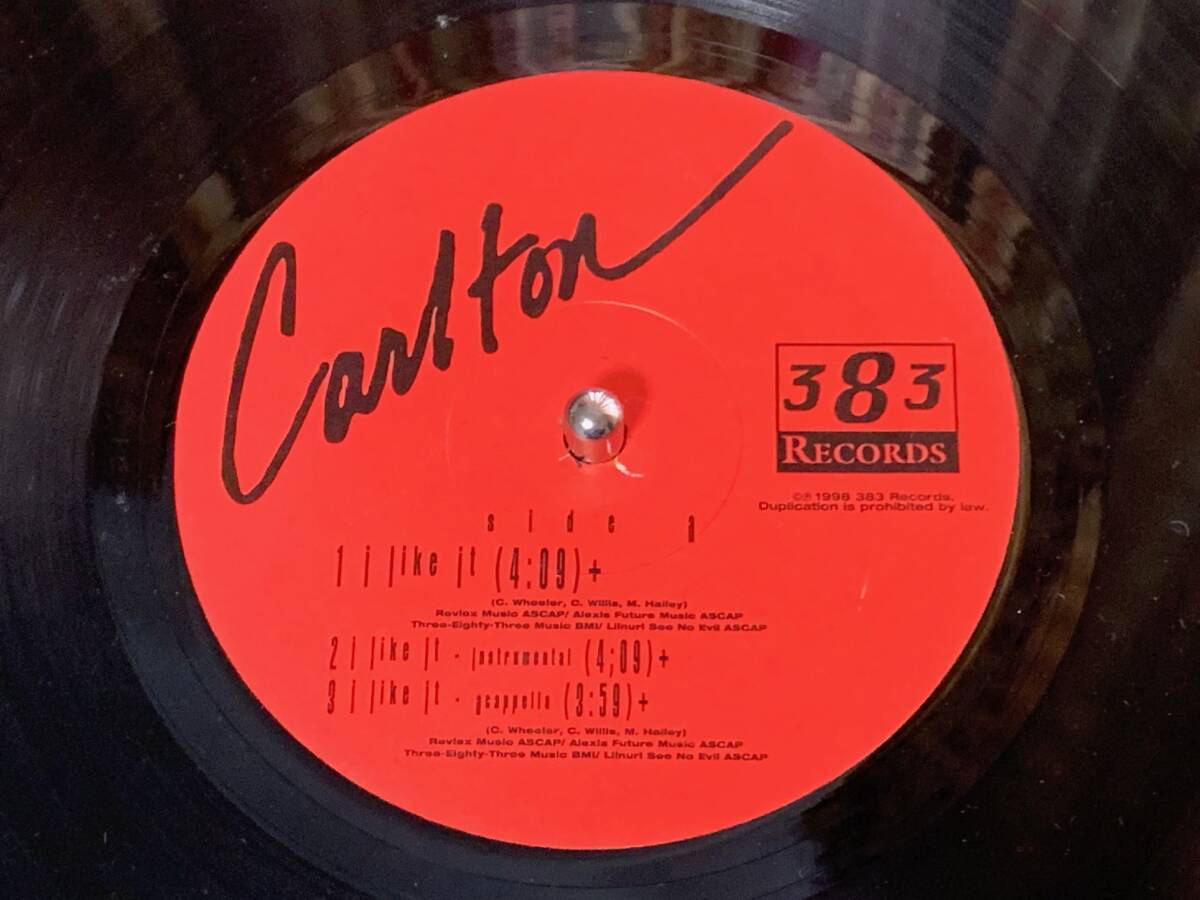 Carlton
383
RECORDS
©℗ 1998 383 Records.
Duplication is prohibited by law.
side a
1 i like it (4:09)+
(C. Wheeler, C. Willis, M. Hailey)
Revlox Music ASCAP/ Alexis Future Music ASCAP
Three-Eighty-Three Music BMI/ Lilnuri See No Evil ASCAP
2 i like it - instrumental (4;09)+
3 i like it - acappella (3:59)+
(C. Wheeler, C. Willis, M. Hailey)
Revlox Music ASCAP/ Alexis Future Music ASCAP
Three-Eighty-Three Music BMI/ Lilnuri See No Evil ASCAP